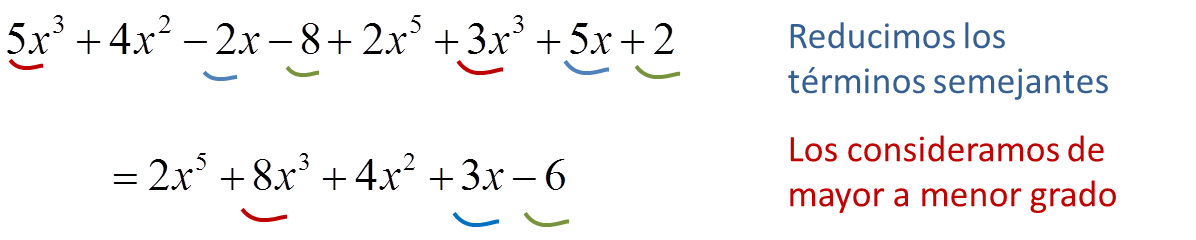 5x³ + 4x² − 2x − 8 + 2x⁵ + 3x³ + 5x + 2
Reducimos los
términos semejantes
= 2x⁵ + 8x³ + 4x² + 3x − 6
Los consideramos de
mayor a menor grado